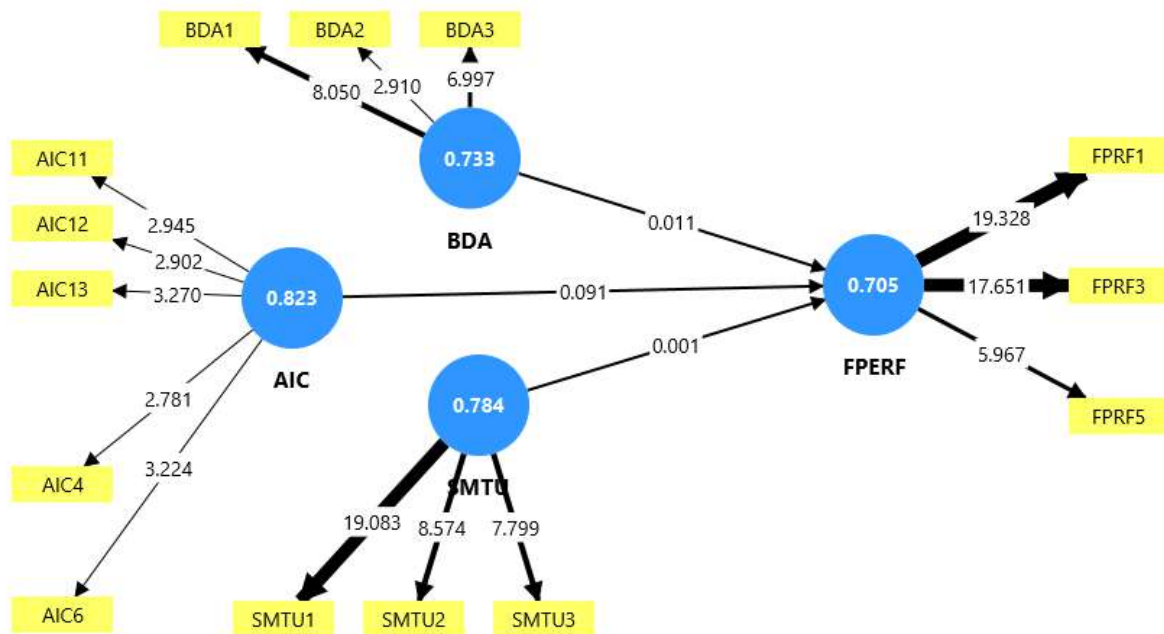 BDA1
BDA2
BDA3
8.050
2.910
6.997
0.733
BDA
AIC11
AIC12
AIC13
AIC4
AIC6
2.945
2.902
3.270
2.781
3.224
0.823
AIC
0.011
0.091
0.001
0.784
SMTU
19.083
8.574
7.799
SMTU1
SMTU2
SMTU3
0.705
FPERF
19.328
17.651
5.967
FPRF1
FPRF3
FPRF5